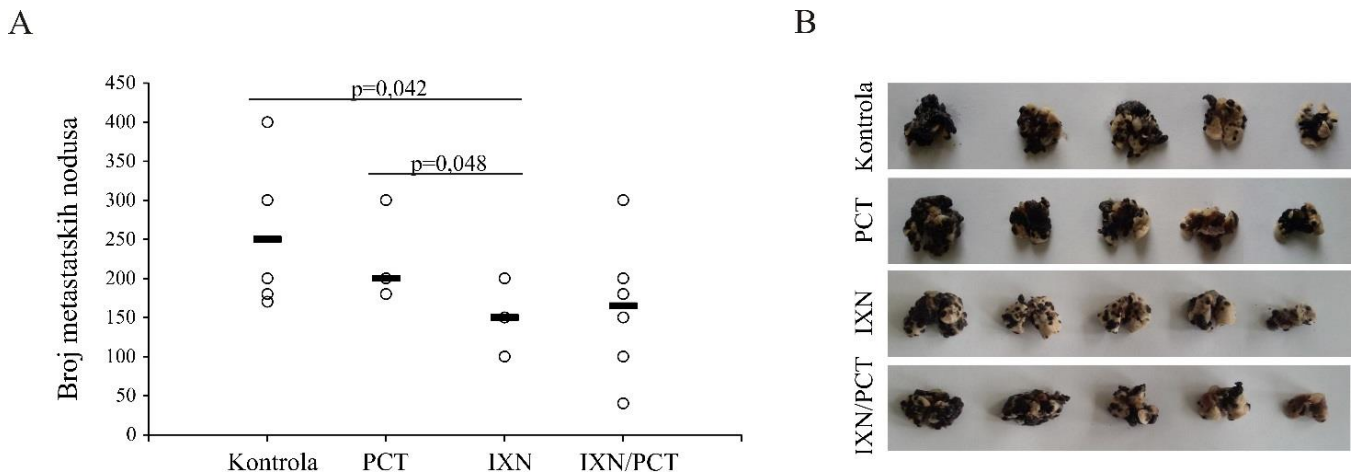 A
B
Broj metastatskih nodusa
450
400
350
300
250
200
150
100
50
0
p=0,042
p=0,048
Kontrola PCT IXN IXN/PCT
Kontrola
PCT
IXN
IXN/PCT